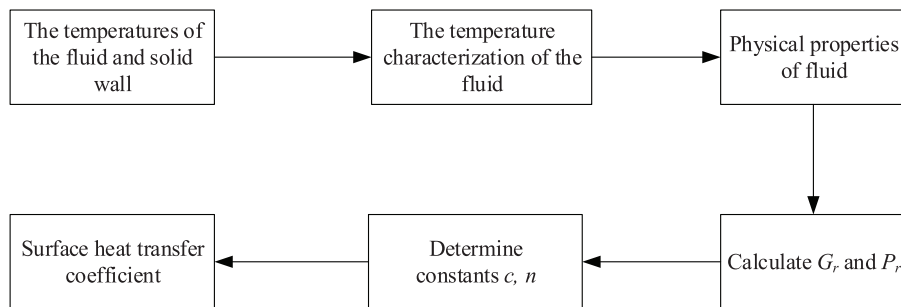 The temperatures of
the fluid and solid
wall
The temperature
characterization of the
fluid
Physical properties
of fluid
Calculate Gr and Pr
Determine
constants c, n
Surface heat transfer
coefficient